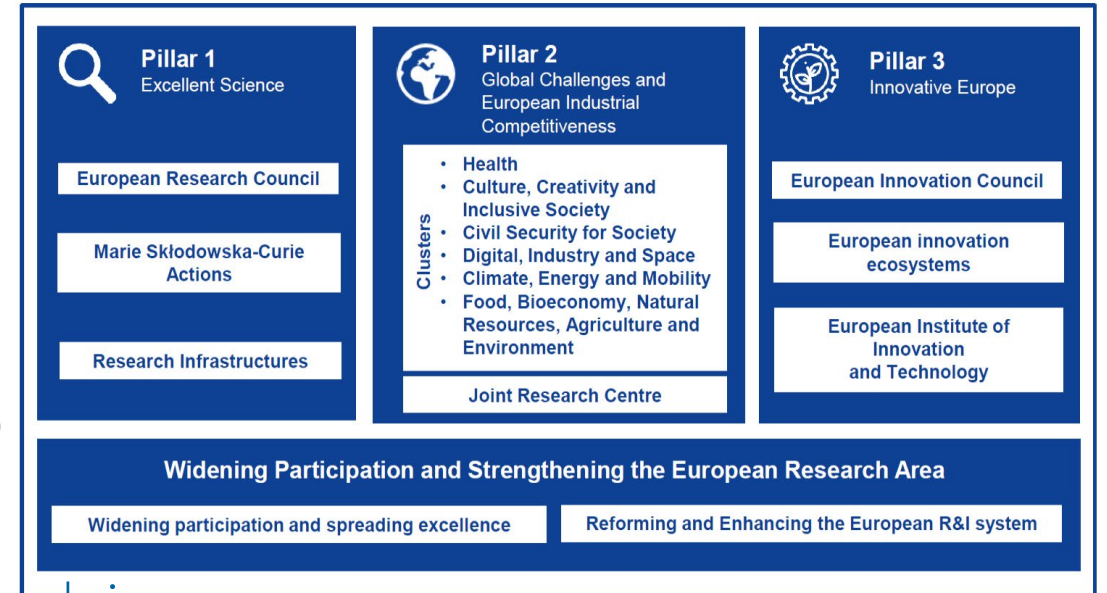 Pillar 1
Excellent Science
European Research Council
Marie Skłodowska-Curie
Actions
Research Infrastructures
Pillar 2
Global Challenges and
European Industrial
Competitiveness
Clusters
• Health
• Culture, Creativity and
Inclusive Society
• Civil Security for Society
• Digital, Industry and Space
• Climate, Energy and Mobility
• Food, Bioeconomy, Natural
Resources, Agriculture and
Environment
Joint Research Centre
Pillar 3
Innovative Europe
European Innovation Council
European innovation
ecosystems
European Institute of
Innovation
and Technology
Widening Participation and Strengthening the European Research Area
Widening participation and spreading excellence
Reforming and Enhancing the European R&I system